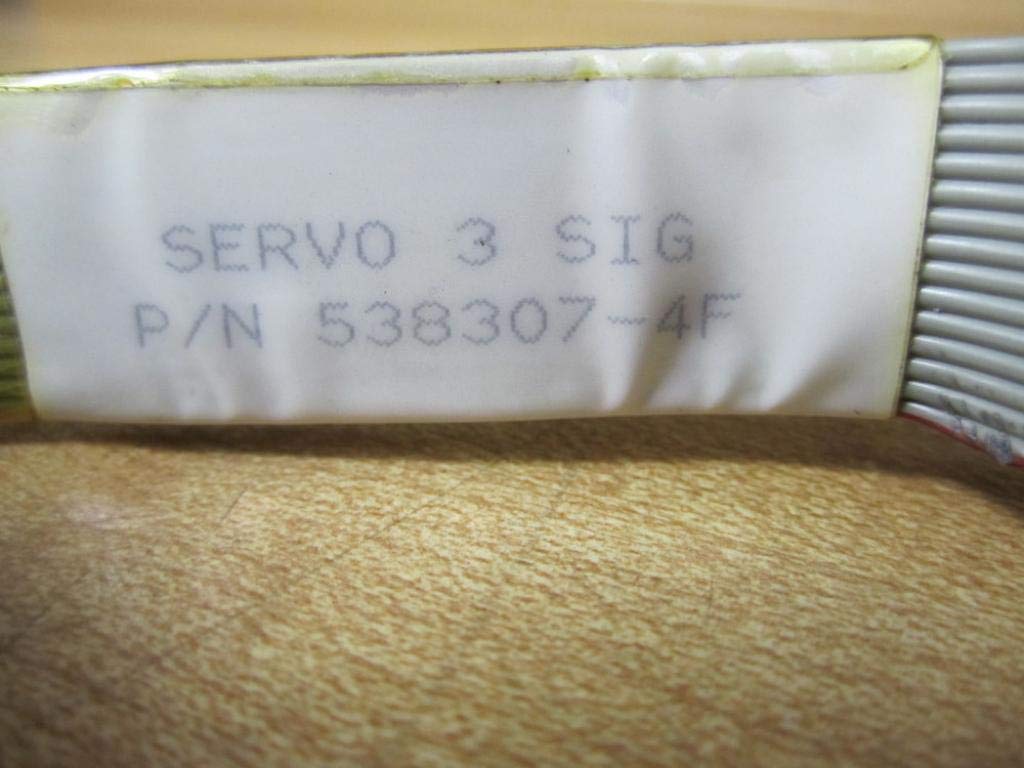 SERVO 3 SIG
P/N 538307-4F